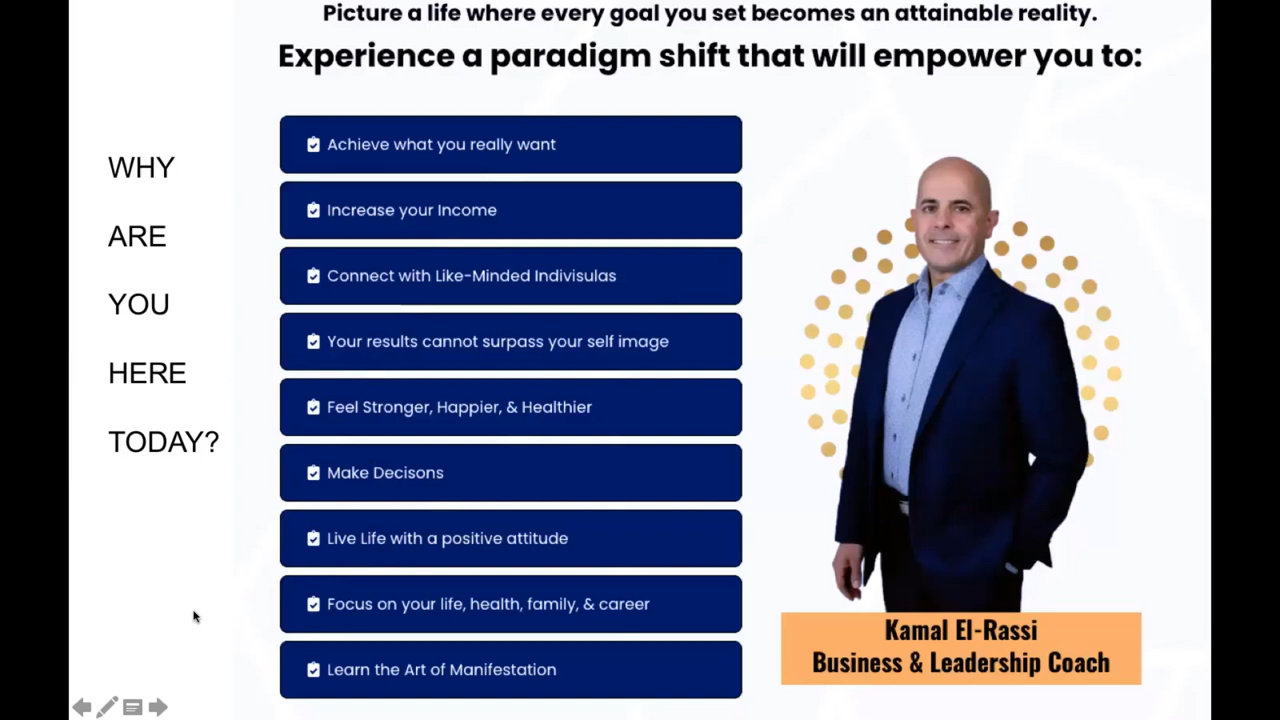 Picture a life where every goal you set becomes an attainable reality.
Experience a paradigm shift that will empower you to:
WHY
ARE
YOU
HERE
TODAY?
Achieve what you really want
Increase your Income
Connect with Like-Minded Indivisulas
Your results cannot surpass your self image
Feel Stronger, Happier, & Healthier
Make Decisons
Live Life with a positive attitude
Focus on your life, health, family, & career
Learn the Art of Manifestation
Kamal El-Rassi
Business & Leadership Coach